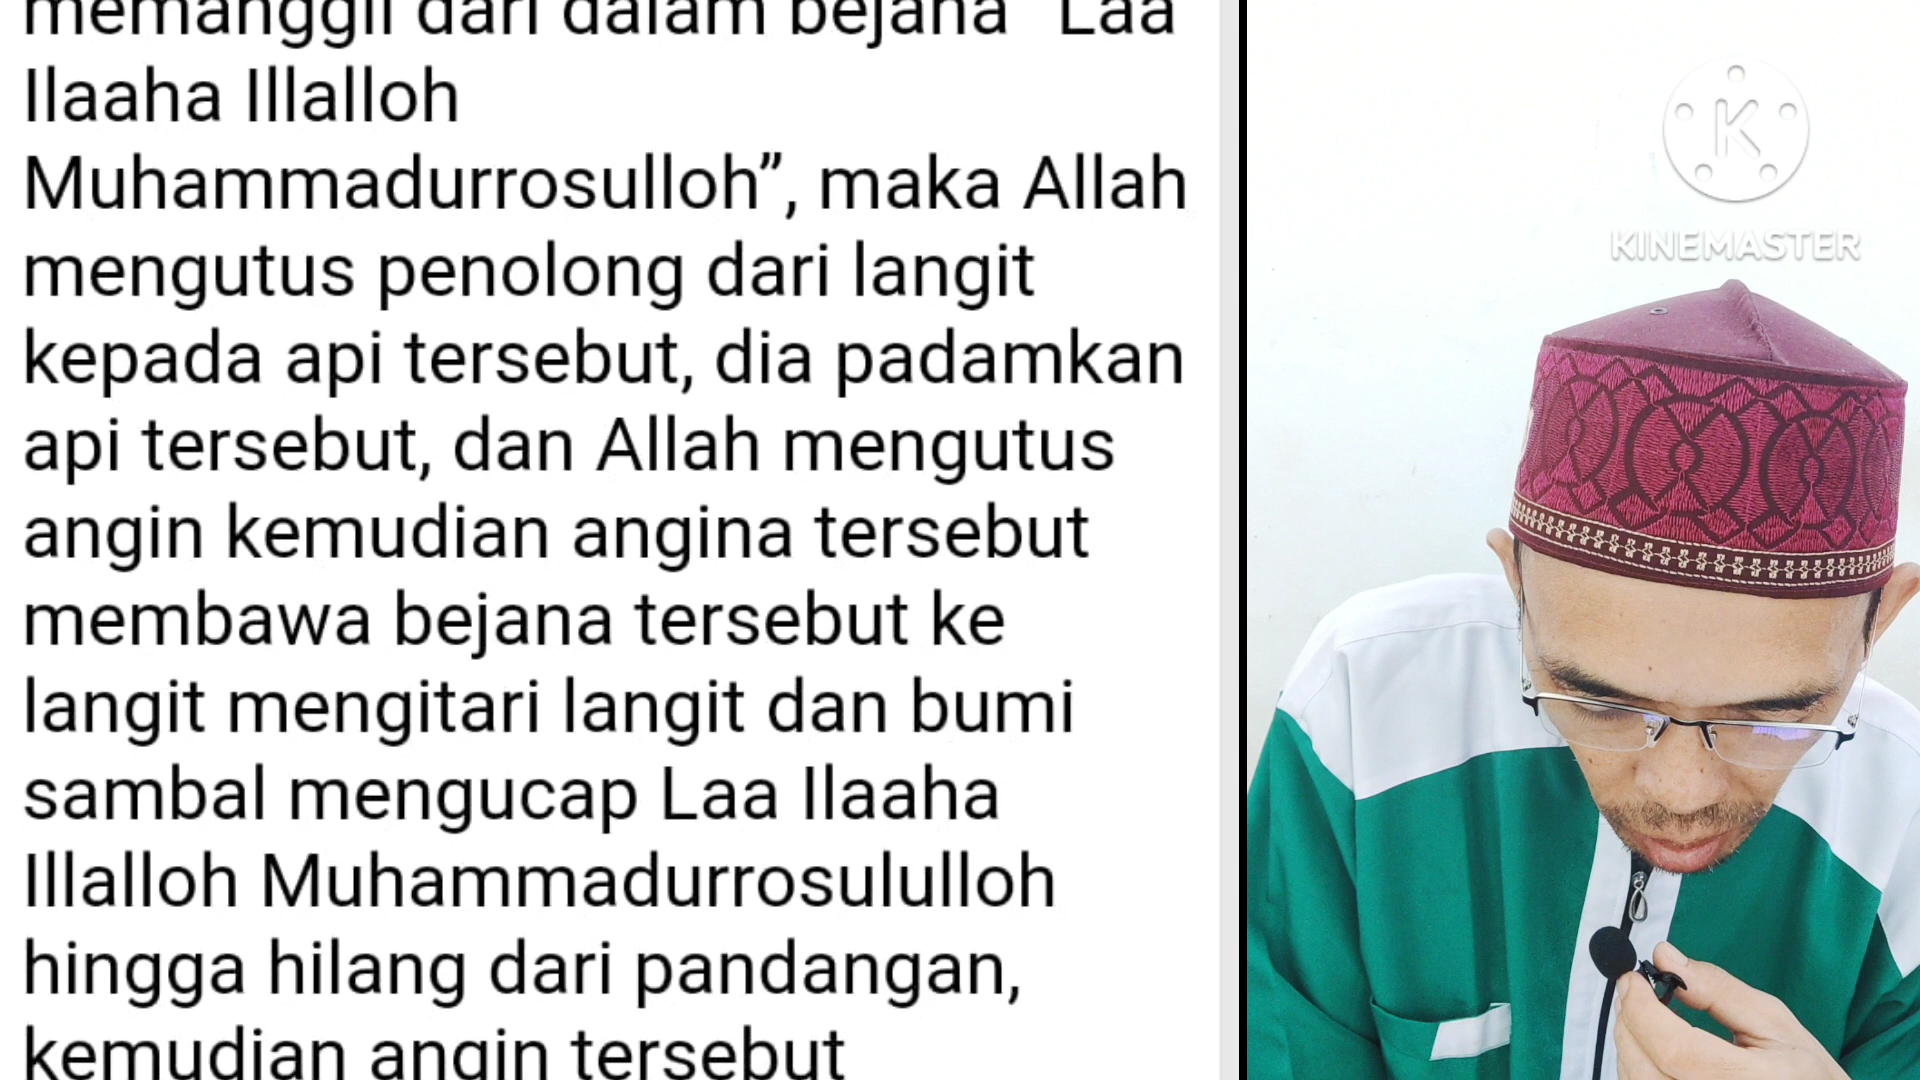 memanggil dari dalam bejana "Laa
Ilaaha Illalloh
Muhammadurrosulloh”, maka Allah
mengutus penolong dari langit
kepada api tersebut, dia padamkan
api tersebut, dan Allah mengutus
angin kemudian angina tersebut
membawa bejana tersebut ke
langit mengitari langit dan bumi
sambal mengucap Laa Ilaaha
Illalloh Muhammadurrosululloh
hingga hilang dari pandangan,
kemudian angin tersebut
K
KINEMASTER